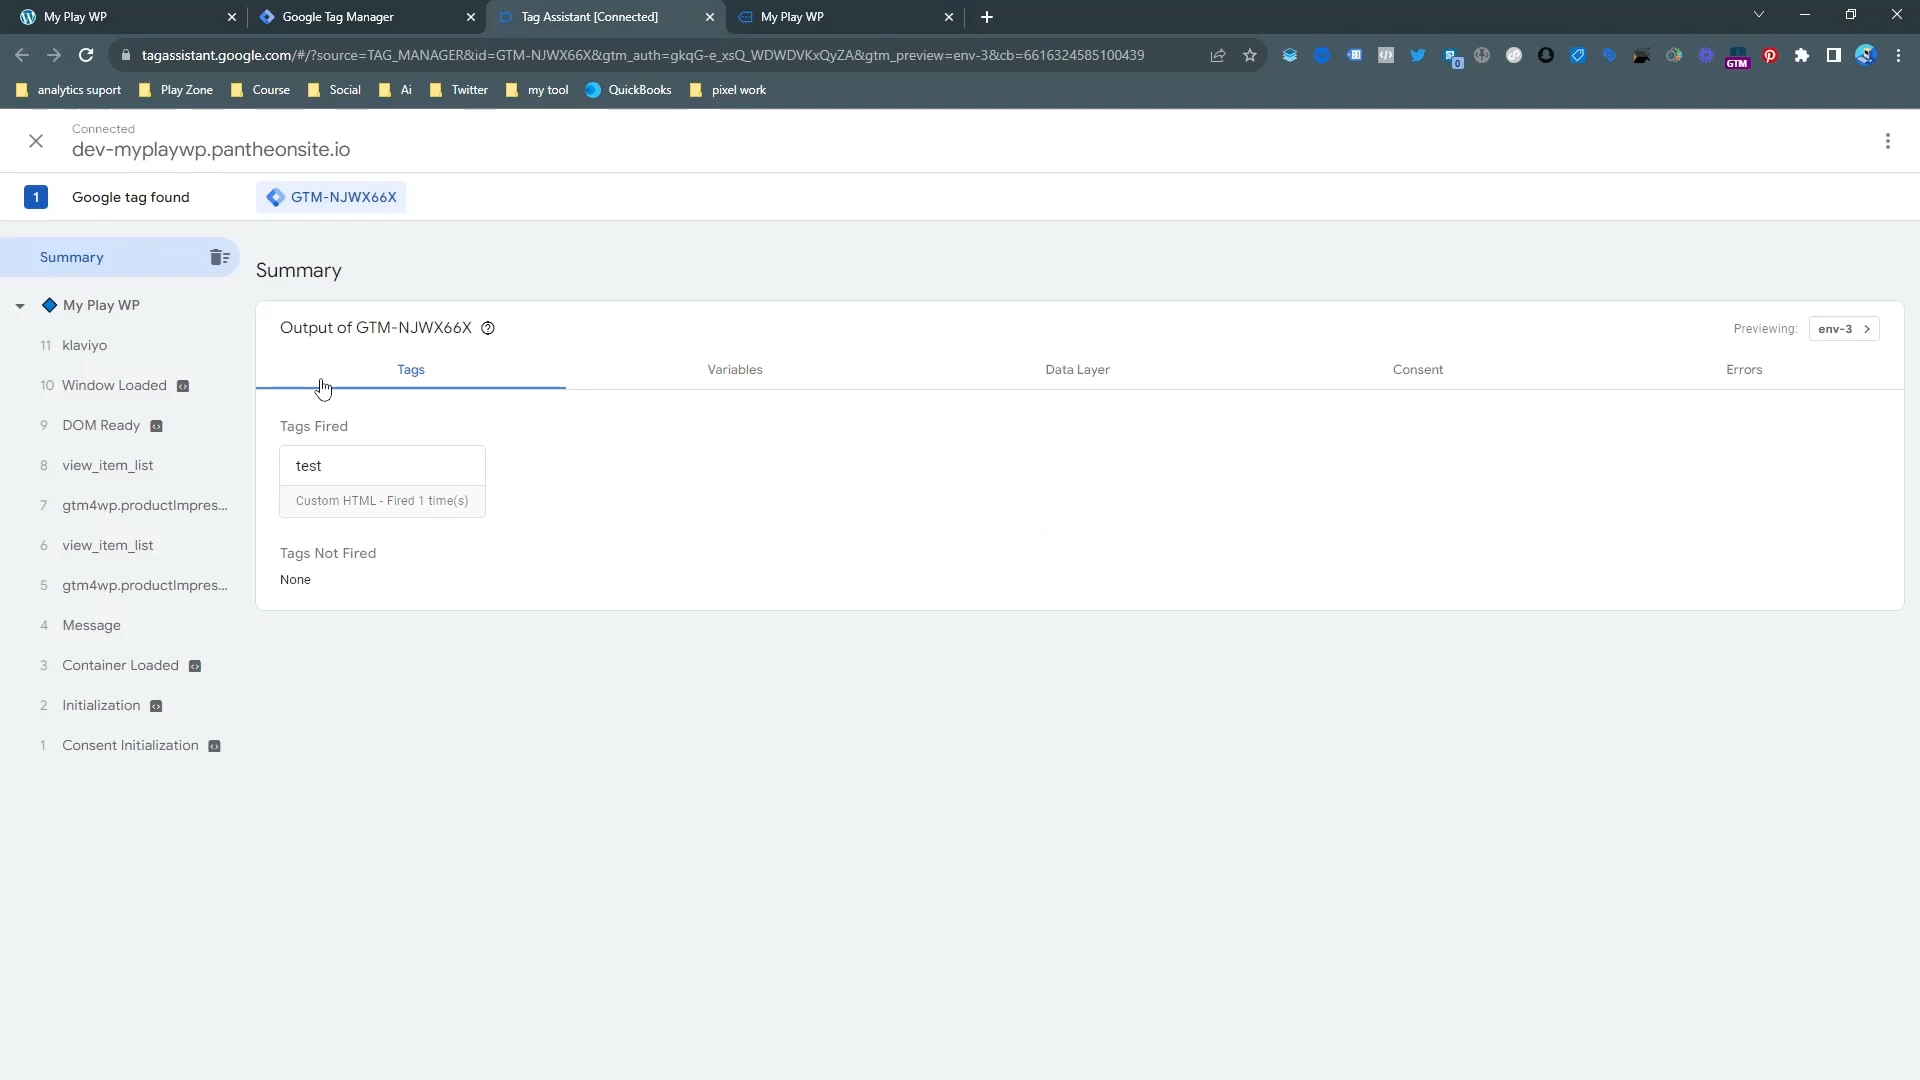 My Play WP
Google Tag Manager
Tag Assistant [Connected]
My Play WP
tagassistant.google.com/#/?source=TAG_MANAGER&id=GTM-NJWX66X&gtm_auth=gkqG-e_xsQ_WDWDVKxQyZA&gtm_preview=env-3&cb=6616324585100439
0
GTM
analytics suport
Play Zone
Course
Social
Ai
Twitter
my tool
QuickBooks
pixel work
Connected
dev-myplaywp.pantheonsite.io
1
Google tag found
GTM-NJWX66X
Summary
My Play WP
11 klaviyo
10 Window Loaded
9 DOM Ready
8 view_item_list
7 gtm4wp.productImpres...
6 view_item_list
5 gtm4wp.productImpres...
4 Message
3 Container Loaded
2 Initialization
1 Consent Initialization
Summary
Output of GTM-NJWX66X
Previewing: env-3
Tags
Variables
Data Layer
Consent
Errors
Tags Fired
test
Custom HTML - Fired 1 time(s)
Tags Not Fired
None